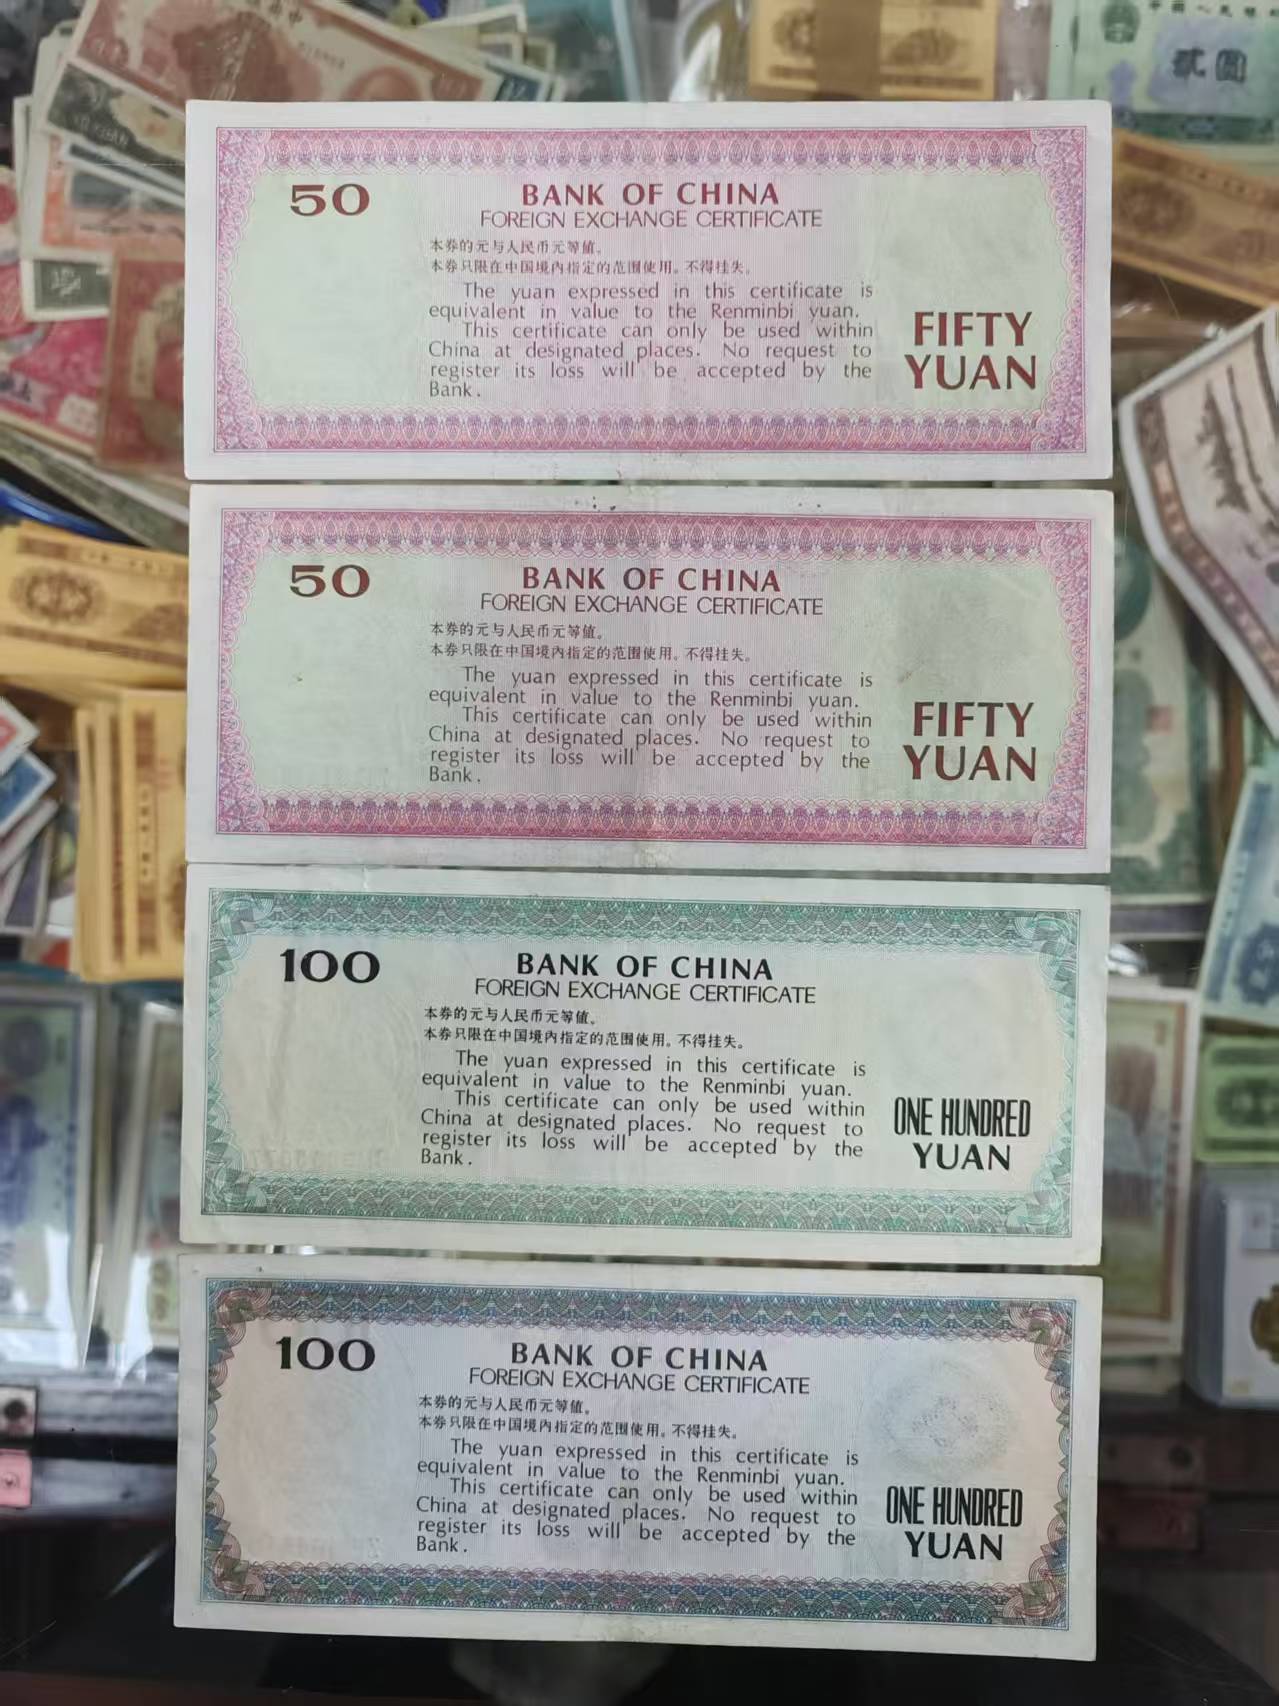 貳圓
50
BANK OF CHINA
FOREIGN EXCHANGE CERTIFICATE
本券的元与人民币元等值。
本券只限在中国境内指定的范围使用。不得挂失。
The yuan expressed in this certificate is
equivalent in value to the Renminbi yuan.
This certificate can only be used within
China at designated places. No request to
register its loss will be accepted by the
Bank.
FIFTY
YUAN
50
BANK OF CHINA
FOREIGN EXCHANGE CERTIFICATE
本券的元与人民币元等值。
本券只限在中国境内指定的范围使用。不得挂失。
The yuan expressed in this certificate is
equivalent in value to the Renminbi yuan.
This certificate can only be used within
China at designated places. No request to
register its loss will be accepted by the
Bank.
FIFTY
YUAN
100
BANK OF CHINA
FOREIGN EXCHANGE CERTIFICATE
本券的元与人民币元等值。
本券只限在中国境内指定的范围使用。不得挂失。
The yuan expressed in this certificate is
equivalent in value to the Renminbi yuan.
This certificate can only be used within
China at designated places. No request to
register its loss will be accepted by the
Bank.
ONE HUNDRED
YUAN
100
BANK OF CHINA
FOREIGN EXCHANGE CERTIFICATE
本券的元与人民币元等值。
本券只限在中国境内指定的范围使用。不得挂失。
The yuan expressed in this certificate is
equivalent in value to the Renminbi yuan.
This certificate can only be used within
China at designated places. No request to
register its loss will be accepted by the
Bank.
ONE HUNDRED
YUAN